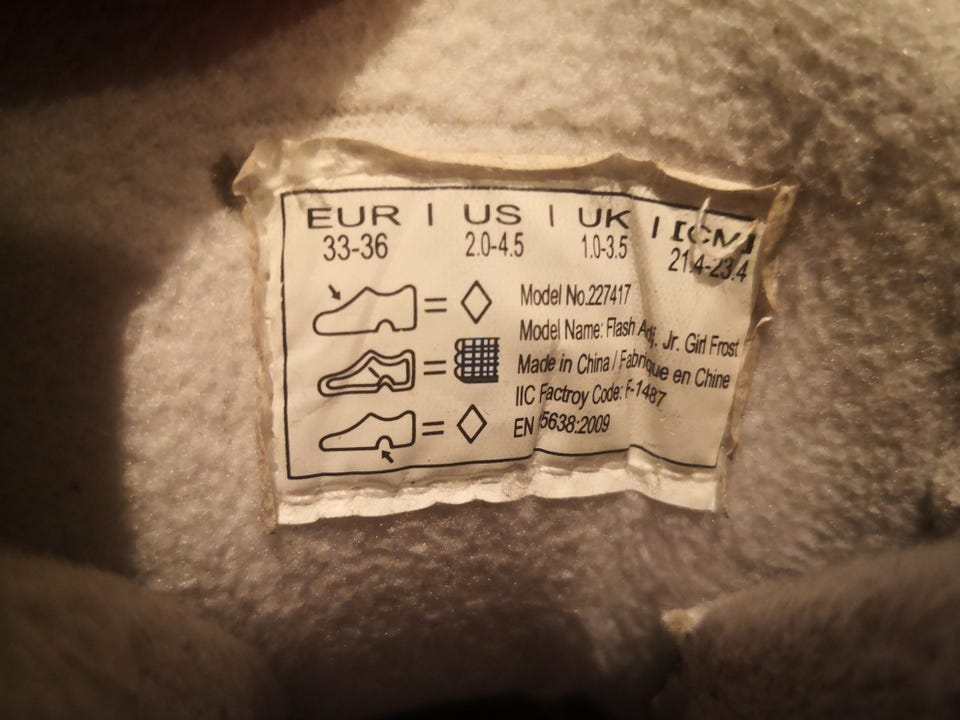 EUR | US | UK | [CM]
33-36 2.0-4.5 1.0-3.5 21.4-23.4
Model No.227417
Model Name: Flash Adj. Jr. Girl Frost
Made in China / Fabrique en Chine
IIC Factroy Code: F-1487
EN 15638:2009